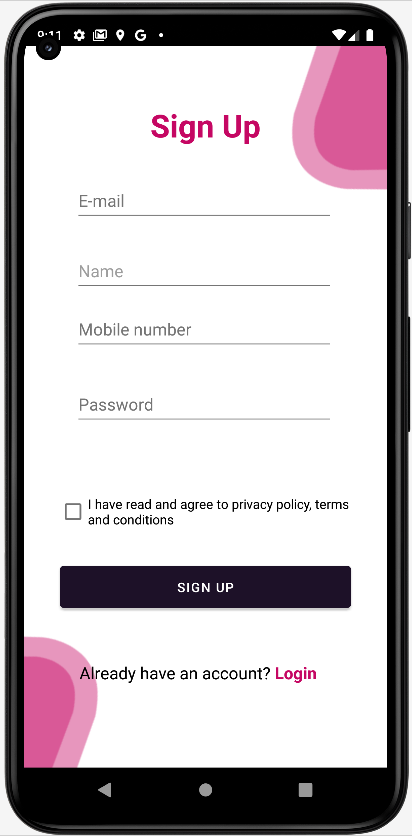 9:11
Sign Up
E-mail
Name
Mobile number
Password
I have read and agree to privacy policy, terms
and conditions
SIGN UP
Already have an account? Login